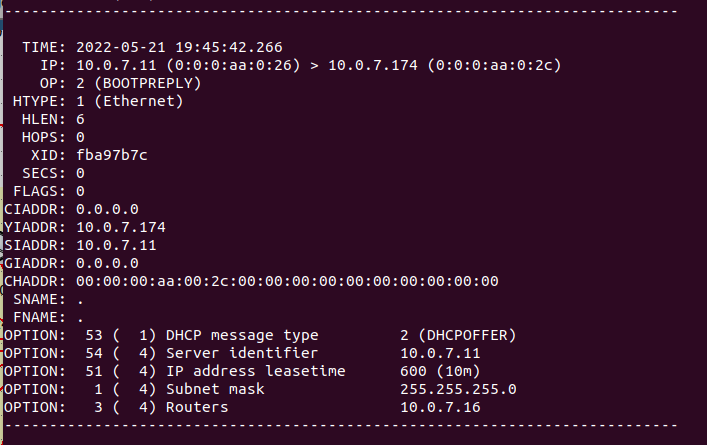 ---------------------------------------------------------------------------
TIME: 2022-05-21 19:45:42.266
IP: 10.0.7.11 (0:0:0:aa:0:26) > 10.0.7.174 (0:0:0:aa:0:2c)
OP: 2 (BOOTPREPLY)
HTYPE: 1 (Ethernet)
HLEN: 6
HOPS: 0
XID: fba97b7c
SECS: 0
FLAGS: 0
CIADDR: 0.0.0.0
YIADDR: 10.0.7.174
SIADDR: 10.0.7.11
GIADDR: 0.0.0.0
CHADDR: 00:00:00:aa:00:2c:00:00:00:00:00:00:00:00:00:00
SNAME: .
FNAME: .
OPTION:  53 (  1) DHCP message type         2 (DHCPOFFER)
OPTION:  54 (  4) Server identifier         10.0.7.11
OPTION:  51 (  4) IP address leasetime      600 (10m)
OPTION:   1 (  4) Subnet mask               255.255.255.0
OPTION:   3 (  4) Routers                   10.0.7.16
---------------------------------------------------------------------------